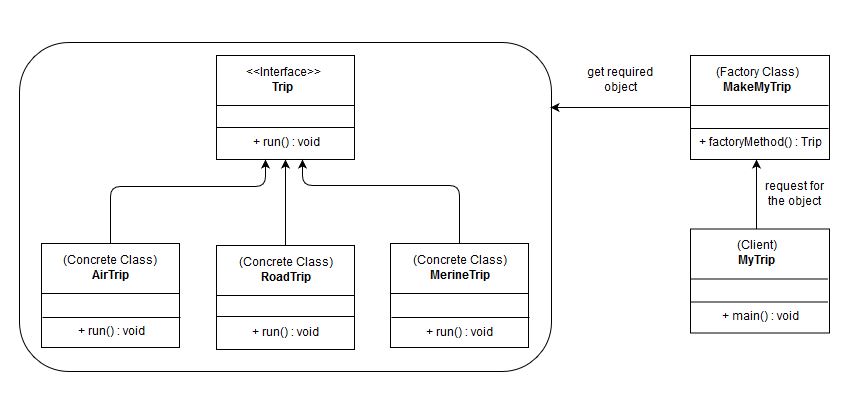 <<Interface>>
Trip
+ run() : void
(Concrete Class)
AirTrip
+ run() : void
(Concrete Class)
RoadTrip
+ run() : void
(Concrete Class)
MerineTrip
+ run() : void
get required
object
(Factory Class)
MakeMyTrip
+ factoryMethod() : Trip
request for
the object
(Client)
MyTrip
+ main() : void